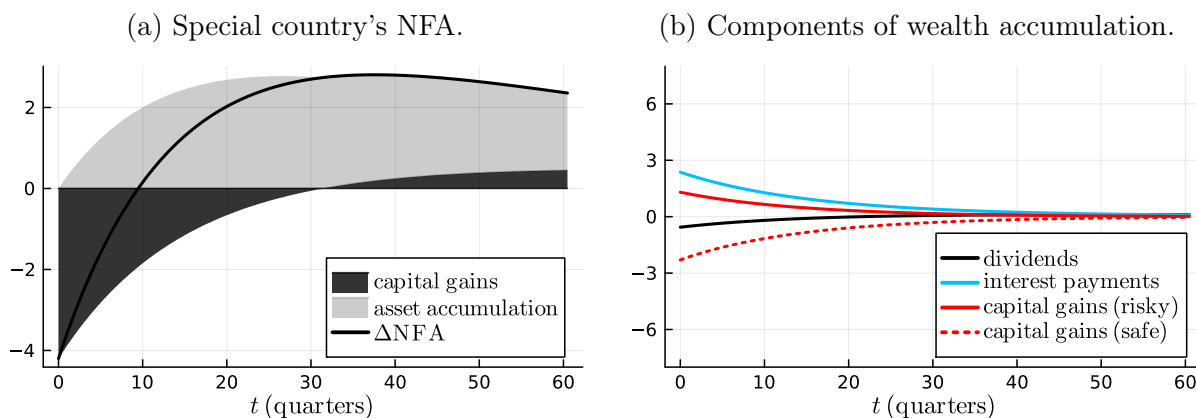 (a) Special country's NFA.
2
0
−2
−4
0 10 20 30 40 50 60
t (quarters)
capital gains
asset accumulation
ΔNFA
(b) Components of wealth accumulation.
6
3
0
−3
−6
0 10 20 30 40 50 60
t (quarters)
dividends
interest payments
capital gains (risky)
capital gains (safe)